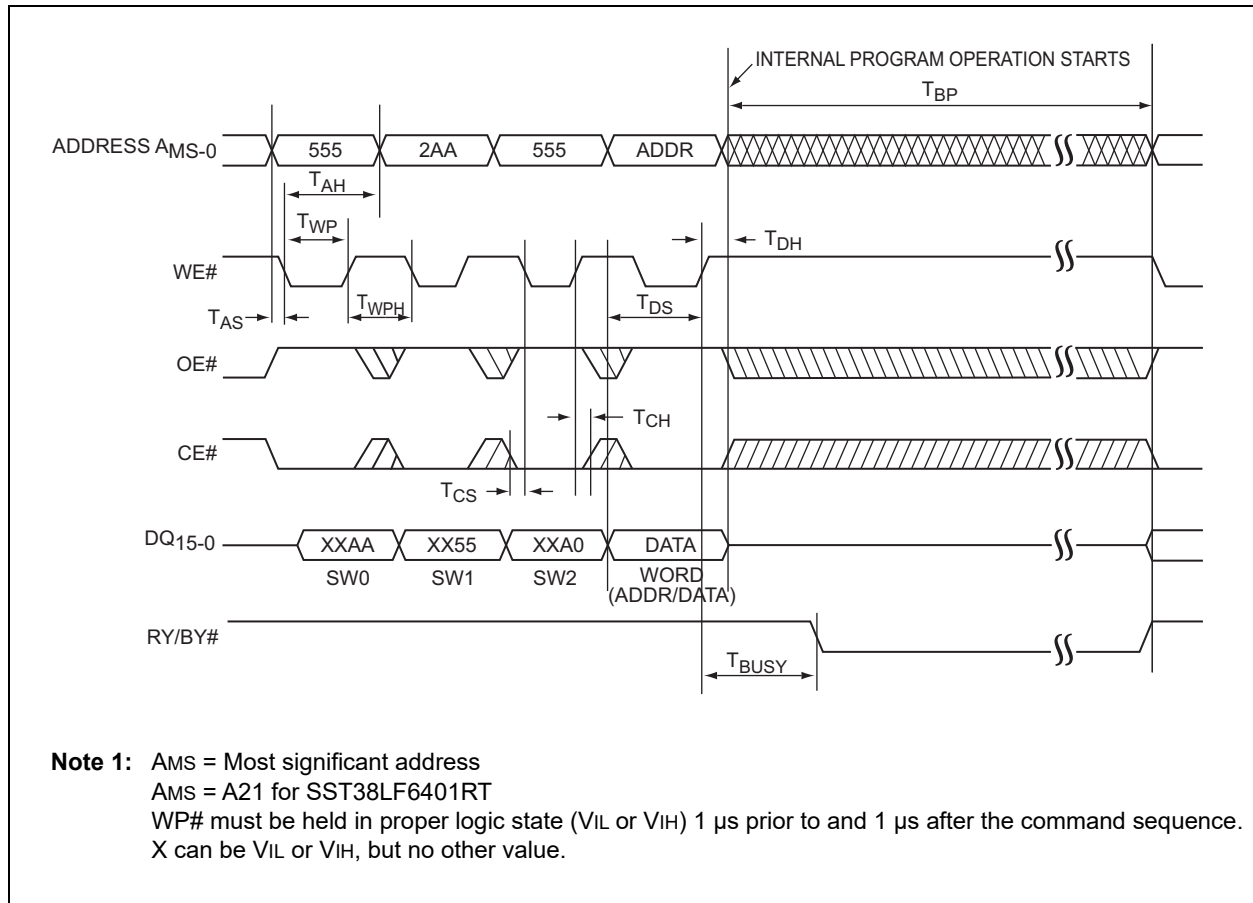 INTERNAL PROGRAM OPERATION STARTS
TBP
ADDRESS AMS-0
555
2AA
555
ADDR
TAH
TWP
TDH
WE#
TWPH
TDS
TAS
OE#
TCH
CE#
TCS
DQ15-0
XXAA
XX55
XXA0
DATA
SW0
SW1
SW2
WORD
(ADDR/DATA)
RY/BY#
TBUSY
Note 1: AMS = Most significant address
AMS = A21 for SST38LF6401RT
WP# must be held in proper logic state (VIL or VIH) 1 µs prior to and 1 µs after the command sequence.
X can be VIL or VIH, but no other value.